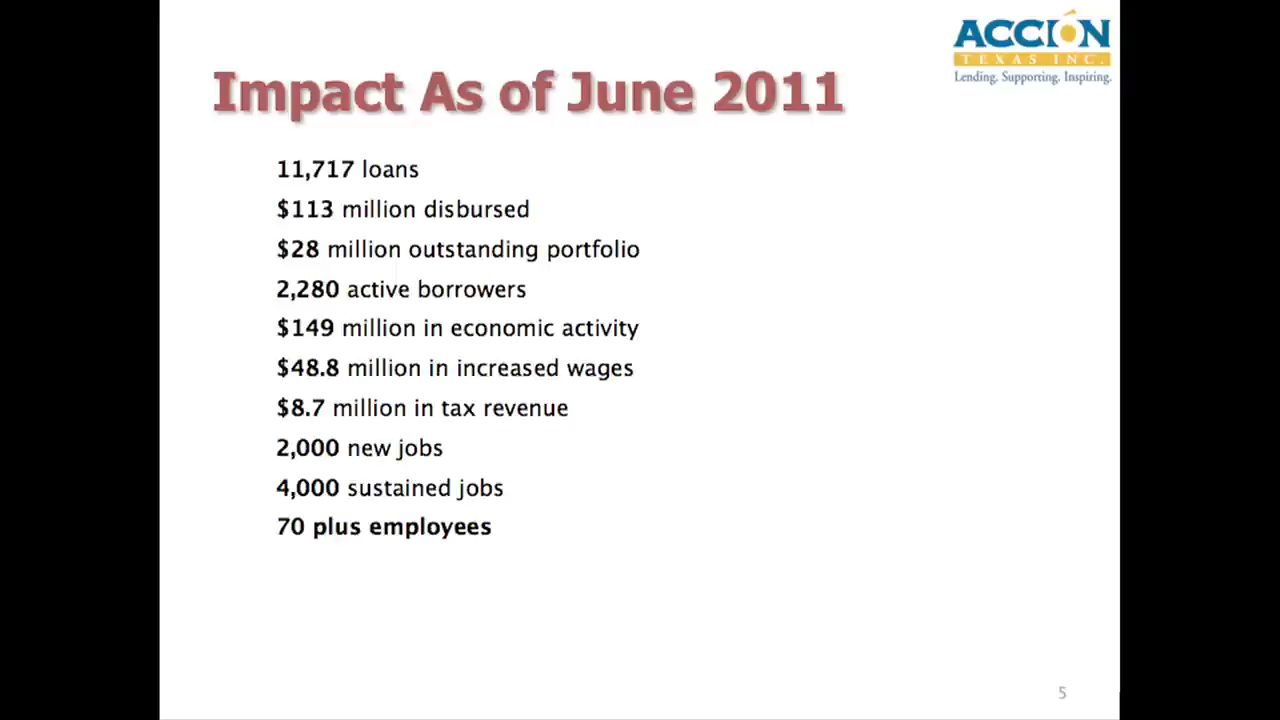 ACCIÓN
TEXAS INC.
Lending. Supporting. Inspiring.
Impact As of June 2011
11,717 loans
$113 million disbursed
$28 million outstanding portfolio
2,280 active borrowers
$149 million in economic activity
$48.8 million in increased wages
$8.7 million in tax revenue
2,000 new jobs
4,000 sustained jobs
70 plus employees
5